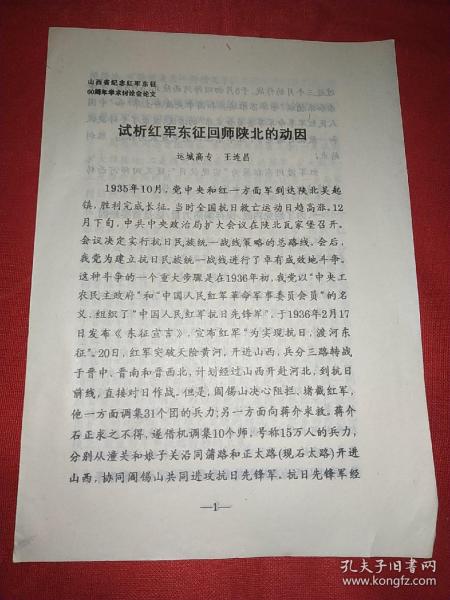 山西省纪念红军东征
60周年学术讨论会论文
试析红军东征回师陕北的动因
运城高专 王连昌
1935年10月，党中央和红一方面军到达陕北吴起
镇，胜利完成长征。当时全国抗日救亡运动日趋高涨。12
月下旬，中共中央政治局扩大会议在陕北瓦家堡召开。
会议决定实行抗日民族统一战线策略的总路线。会后，
我党为建立抗日民族统一战线进行了卓有成效地斗争。
这种斗争的一个重大步骤是在1936年初，我党以“中央工
农民主政府”和“中国人民红军革命军事委员会员”的名
义，组织了“中国人民红军抗日先锋军”，于1936年2月17
日发布《东征宣言》，宣布红军“为实现抗日，渡河东
征”。20日，红军突破天险黄河，开进山西，兵分三路转战
于晋中、晋南和晋西北，计划经过山西开赴河北，到抗日
前线，直接对日作战。但是，阎锡山决心阻拦、堵截红军，
他一方面调集31个团的兵力；另一方面向蒋介求救。蒋介
石正求之不得，遂借机调集10个师，号称15万人的兵力，
分别从潼关和娘子关沿同蒲路和正太路(现石太路)开进
山西，协同阎锡山共同进攻抗日先锋军。抗日先锋军经
—1—
孔夫子旧书网
www.kongfz.com